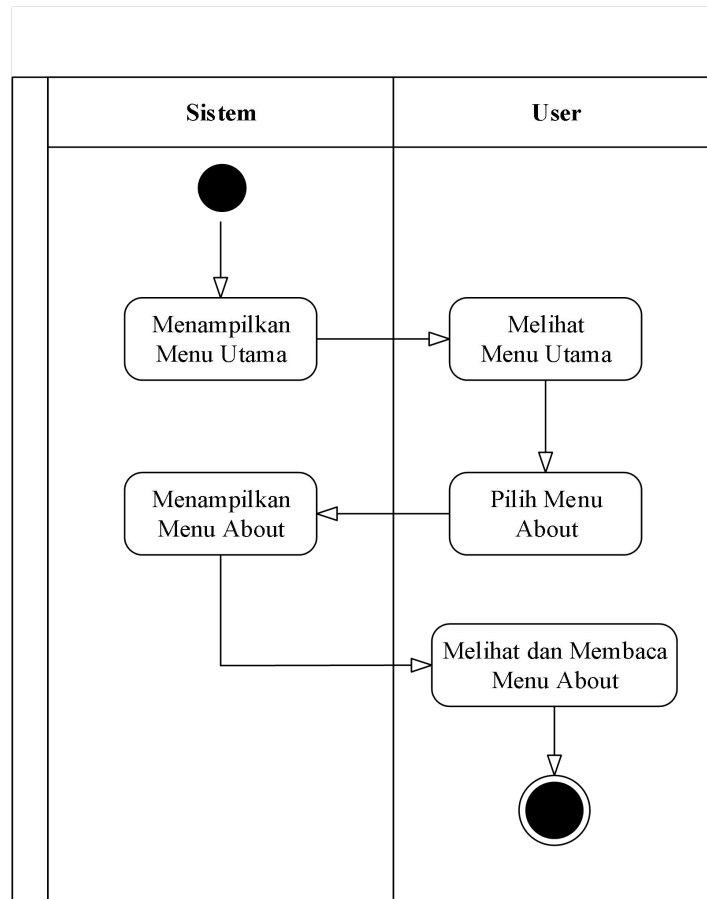 Sistem
User
Menampilkan
Menu Utama
Melihat
Menu Utama
Pilih Menu
About
Menampilkan
Menu About
Melihat dan Membaca
Menu About